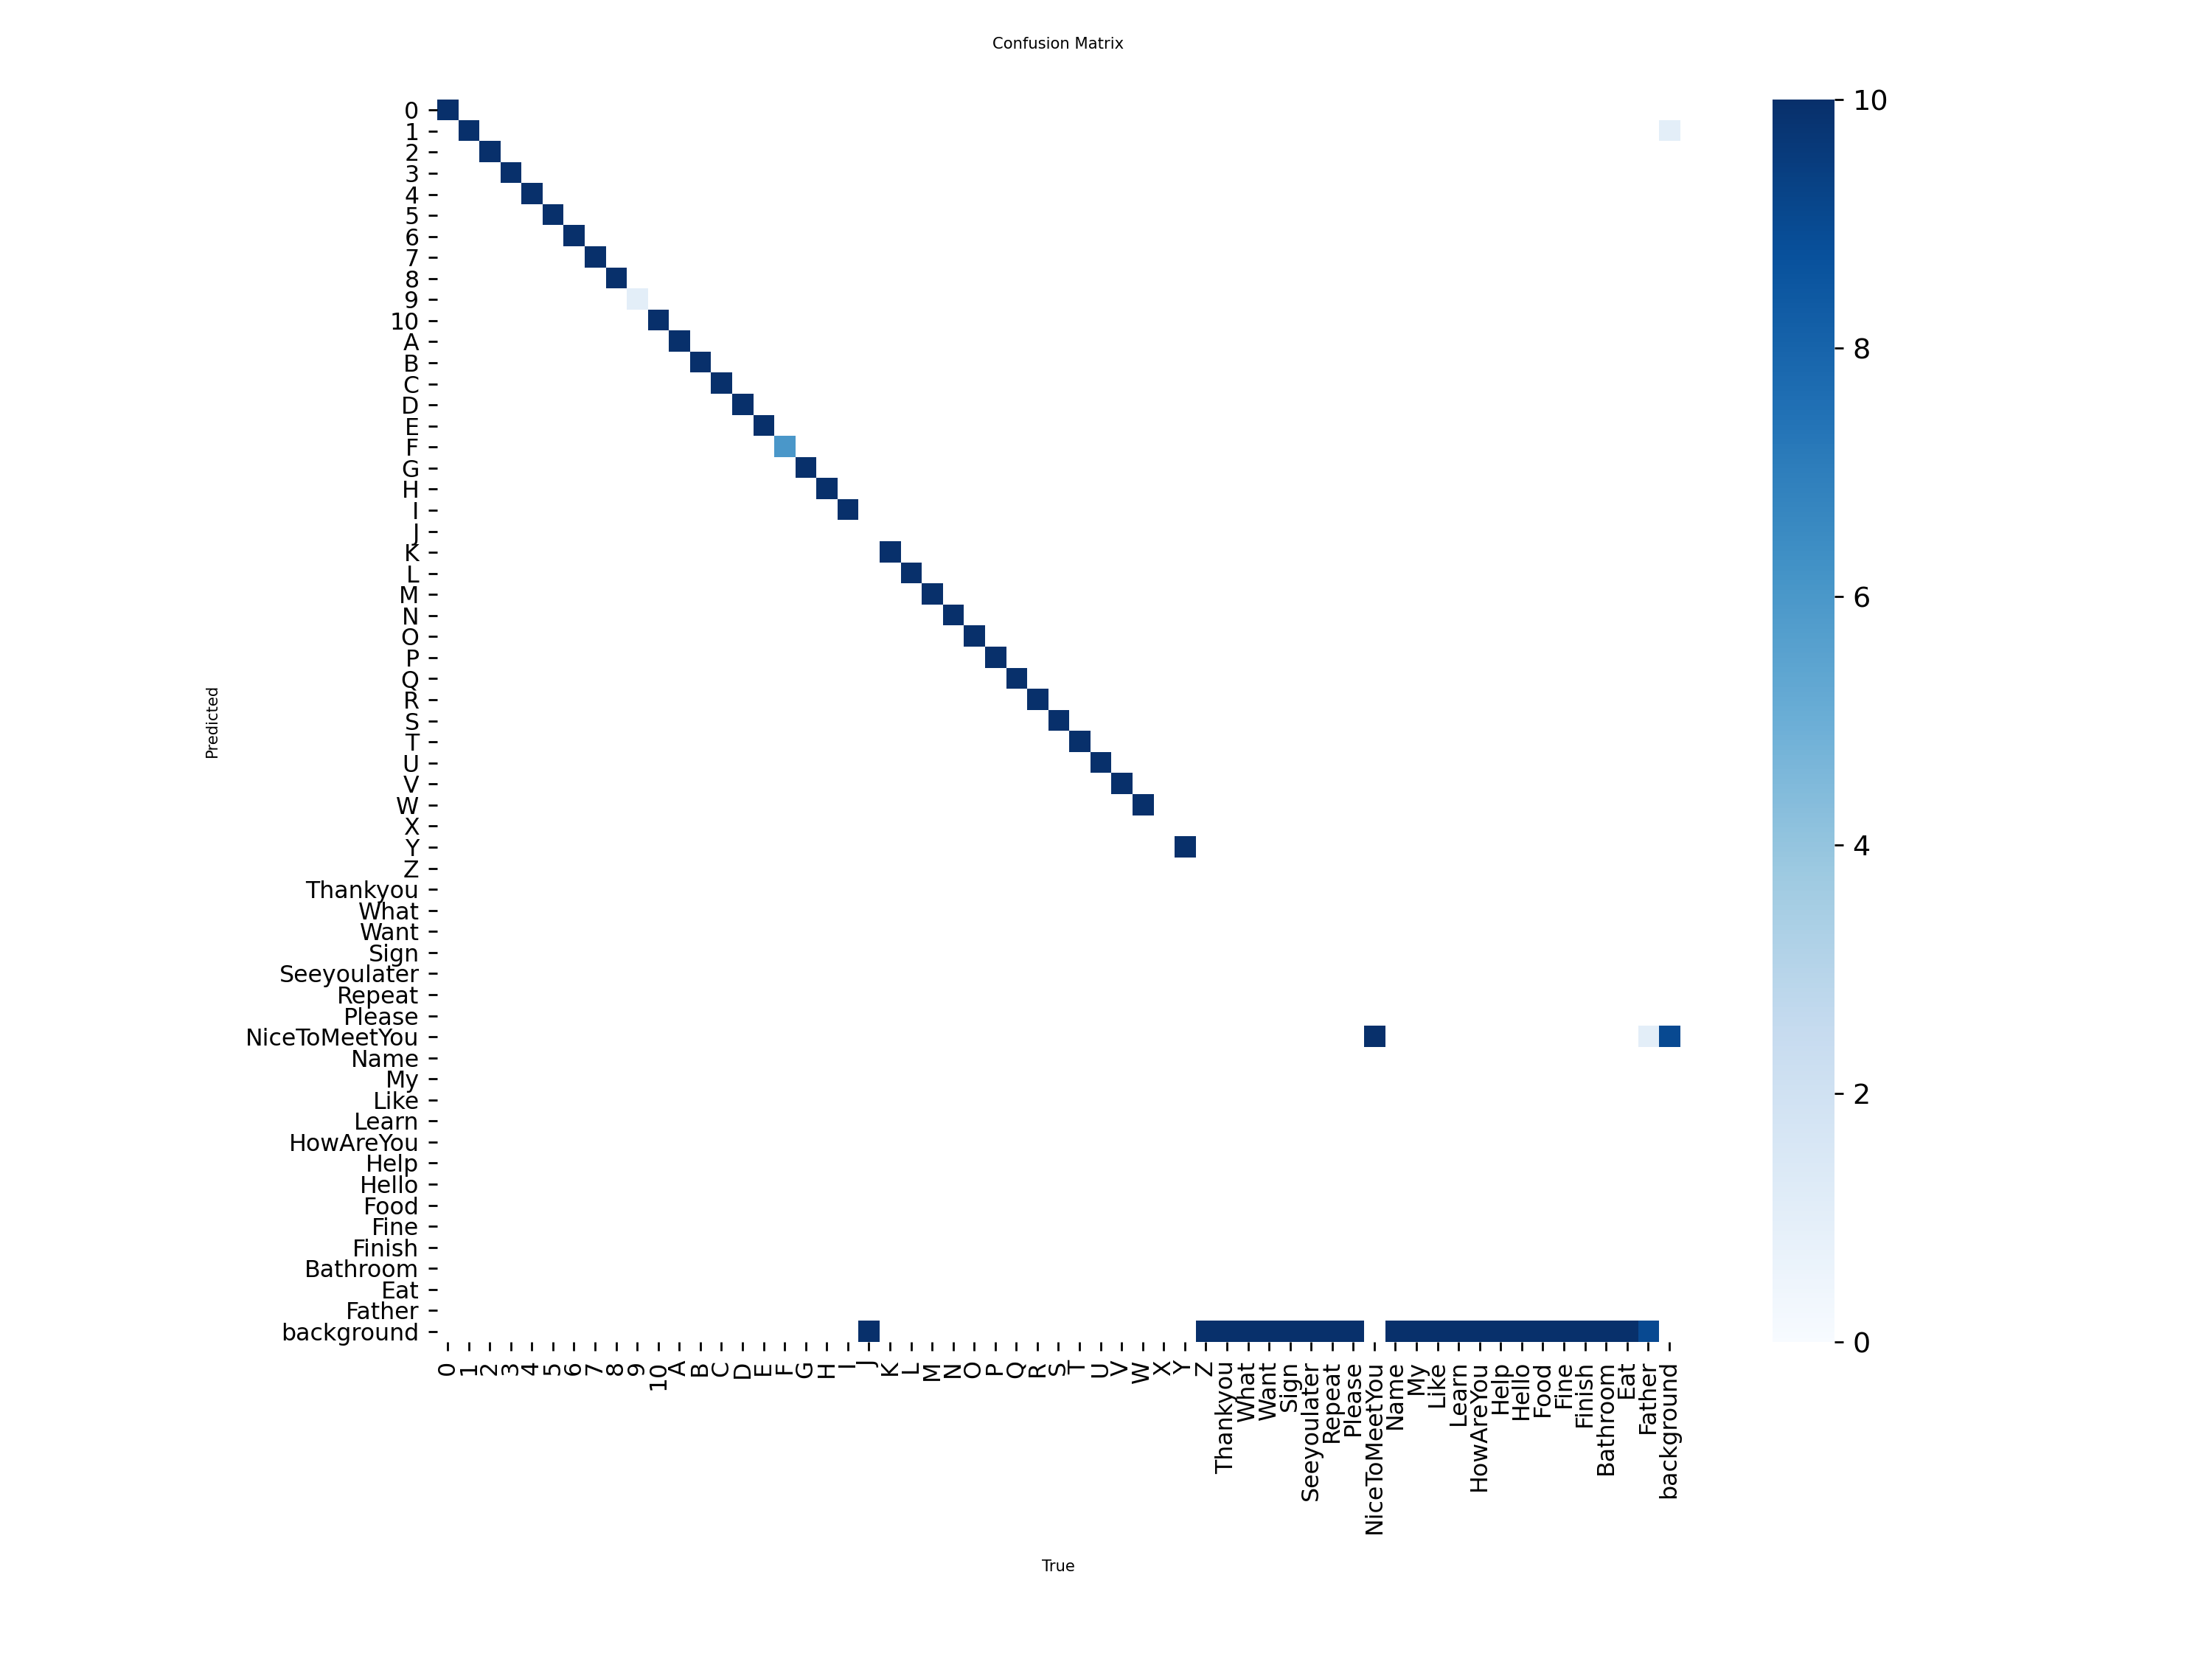 Confusion Matrix
Predicted
0
1
2
3
4
5
6
7
8
9
10
A
B
C
D
E
F
G
H
I
J
K
L
M
N
O
P
Q
R
S
T
U
V
W
X
Y
Z
Thankyou
What
Want
Sign
Seeyoulater
Repeat
Please
NiceToMeetYou
Name
My
Like
Learn
HowAreYou
Help
Hello
Food
Fine
Finish
Bathroom
Eat
Father
background
0
1
2
3
4
5
6
7
8
9
10
A
B
C
D
E
F
G
H
I
J
K
L
M
N
O
P
Q
R
S
T
U
V
W
X
Y
Z
Thankyou
What
Want
Sign
Seeyoulater
Repeat
Please
NiceToMeetYou
Name
My
Like
Learn
HowAreYou
Help
Hello
Food
Fine
Finish
Bathroom
Eat
Father
background
True
10
8
6
4
2
0